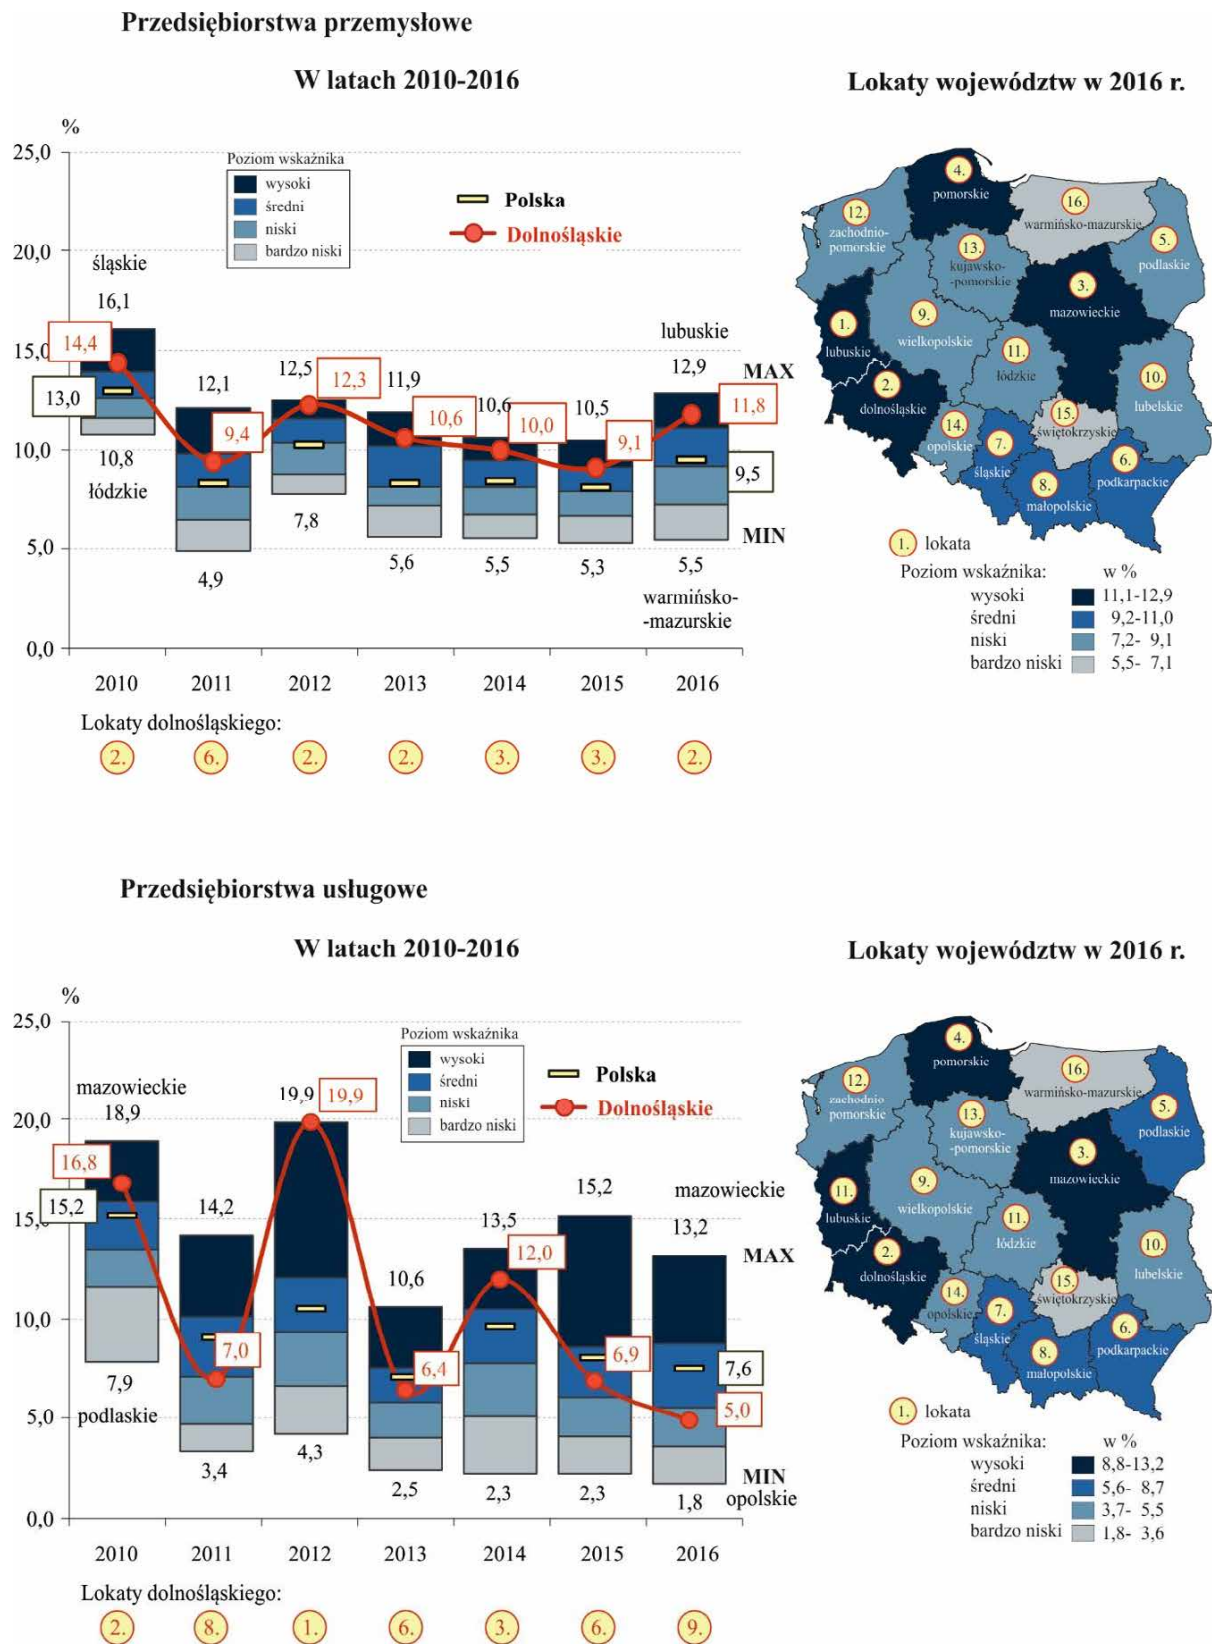 Przedsiębiorstwa przemysłowe
W latach 2010-2016
Lokaty województw w 2016 r.
%
25,0
20,0
15,0
10,0
5,0
0,0
Poziom wskaźnika
wysoki
średni
niski
bardzo niski
Polska
Dolnośląskie
śląskie
16,1
14,4
13,0
10,8
łódzkie
12,1
9,4
4,9
12,5
12,3
7,8
11,9
10,6
5,6
10,6
10,0
5,5
10,5
9,1
5,3
lubuskie
12,9
MAX
11,8
9,5
MIN
5,5
warmińsko-
-mazurskie
2010 2011 2012 2013 2014 2015 2016
Lokaty dolnośląskiego:
2. 6. 2. 2. 3. 3. 2.
4.
pomorskie
16.
warmińsko-mazurskie
12.
zachodnio-
pomorskie
13.
kujawsko-
-pomorskie
5.
podlaskie
3.
mazowieckie
1.
lubuskie
9.
wielkopolskie
11.
łódzkie
10.
lubelskie
2.
dolnośląskie
14.
opolskie
7.
śląskie
15.
świętokrzyskie
8.
małopolskie
6.
podkarpackie
1. lokata
Poziom wskaźnika: w %
wysoki 11,1-12,9
średni 9,2-11,0
niski 7,2- 9,1
bardzo niski 5,5- 7,1
Przedsiębiorstwa usługowe
W latach 2010-2016
Lokaty województw w 2016 r.
%
25,0
20,0
15,0
10,0
5,0
0,0
Poziom wskaźnika
wysoki
średni
niski
bardzo niski
Polska
Dolnośląskie
mazowieckie
18,9
16,8
15,2
7,9
podlaskie
14,2
7,0
3,4
19,9
19,9
4,3
10,6
6,4
2,5
13,5
12,0
2,3
15,2
6,9
2,3
mazowieckie
13,2
MAX
7,6
5,0
MIN
opolskie
1,8
2010 2011 2012 2013 2014 2015 2016
Lokaty dolnośląskiego:
2. 8. 1. 6. 3. 6. 9.
4.
pomorskie
16.
warmińsko-mazurskie
12.
zachodnio
pomorskie
13.
kujawsko-
-pomorskie
5.
podlaskie
3.
mazowieckie
11.
lubuskie
9.
wielkopolskie
11.
łódzkie
10.
lubelskie
2.
dolnośląskie
14.
opolskie
7.
śląskie
15.
świętokrzyskie
8.
małopolskie
6.
podkarpackie
1. lokata
Poziom wskaźnika: w %
wysoki 8,8-13,2
średni 5,6- 8,7
niski 3,7- 5,5
bardzo niski 1,8- 3,6